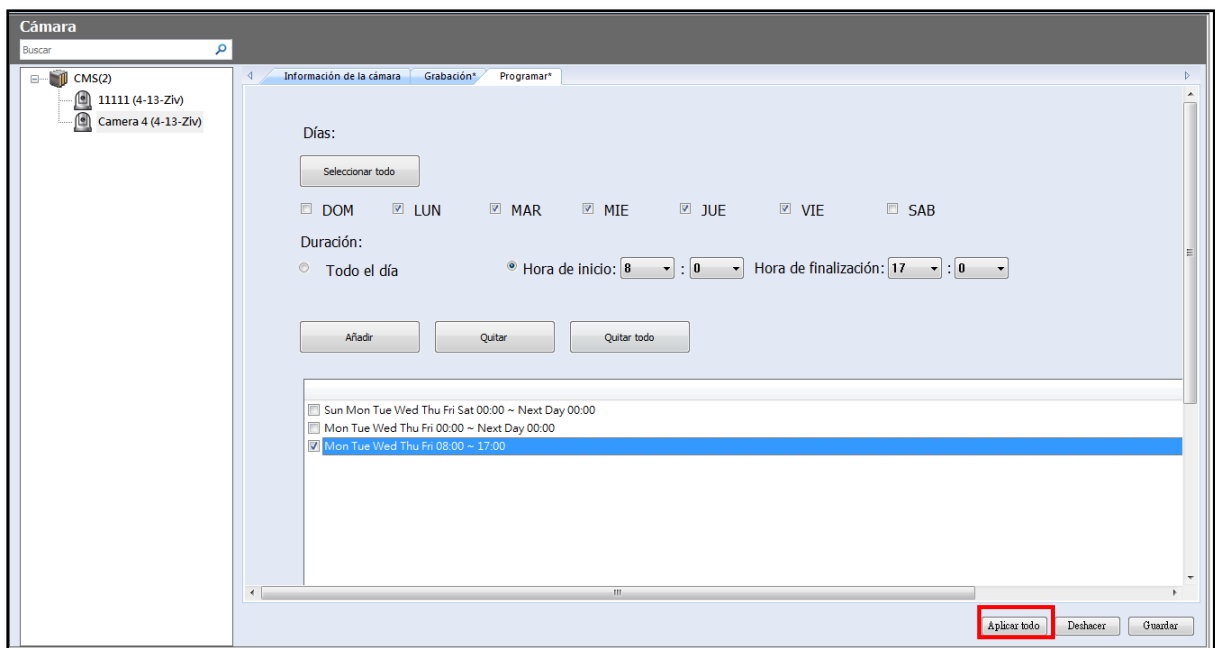 Cámara
Buscar
CMS(2)
11111 (4-13-Ziv)
Camera 4 (4-13-Ziv)
Información de la cámara Grabación* Programar*
Días:
Seleccionar todo
DOM LUN MAR MIE JUE VIE SAB
Duración:
Todo el día Hora de inicio: 8 : 0 Hora de finalización: 17 : 0
Añadir Quitar Quitar todo
Sun Mon Tue Wed Thu Fri Sat 00:00 ~ Next Day 00:00
Mon Tue Wed Thu Fri 00:00 ~ Next Day 00:00
Mon Tue Wed Thu Fri 08:00 ~ 17:00
Aplicar todo Deshacer Guardar